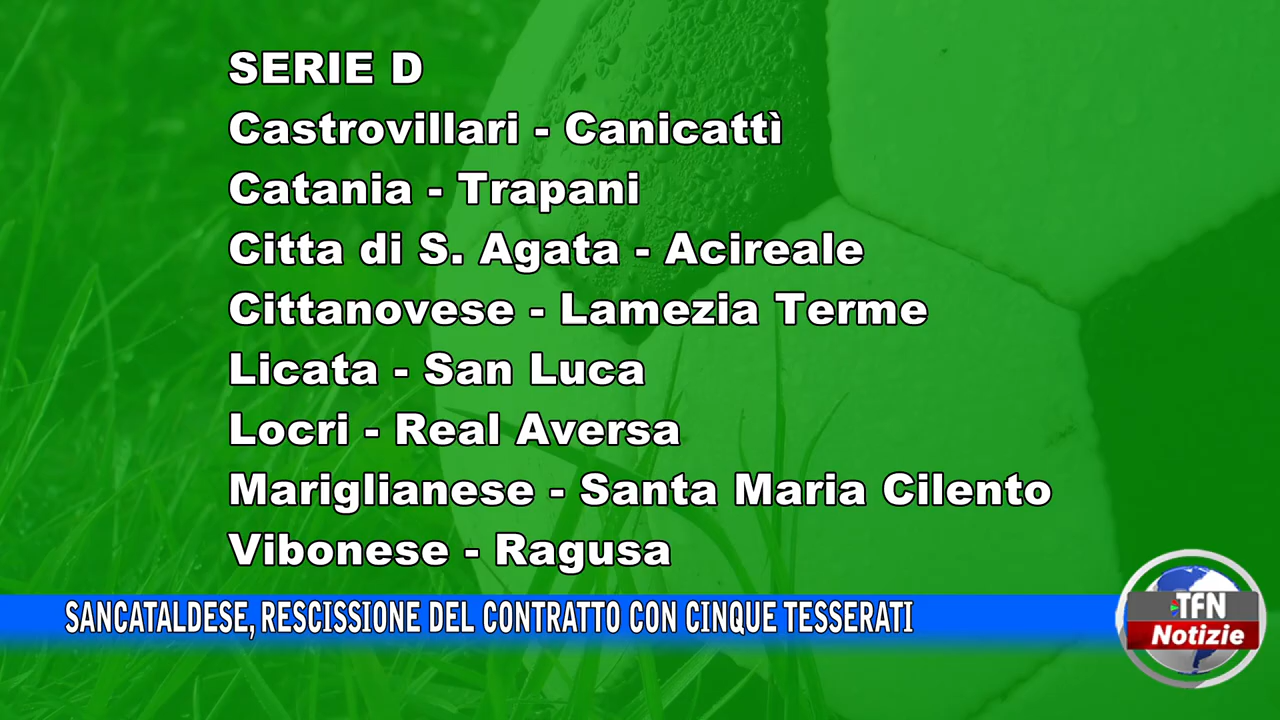 SERIE D
Castrovillari - Canicattì
Catania - Trapani
Citta di S. Agata - Acireale
Cittanovese - Lamezia Terme
Licata - San Luca
Locri - Real Aversa
Mariglianese - Santa Maria Cilento
Vibonese - Ragusa
SANCATALDESE, RESCISSIONE DEL CONTRATTO CON CINQUE TESSERATI
TFN
Notizie